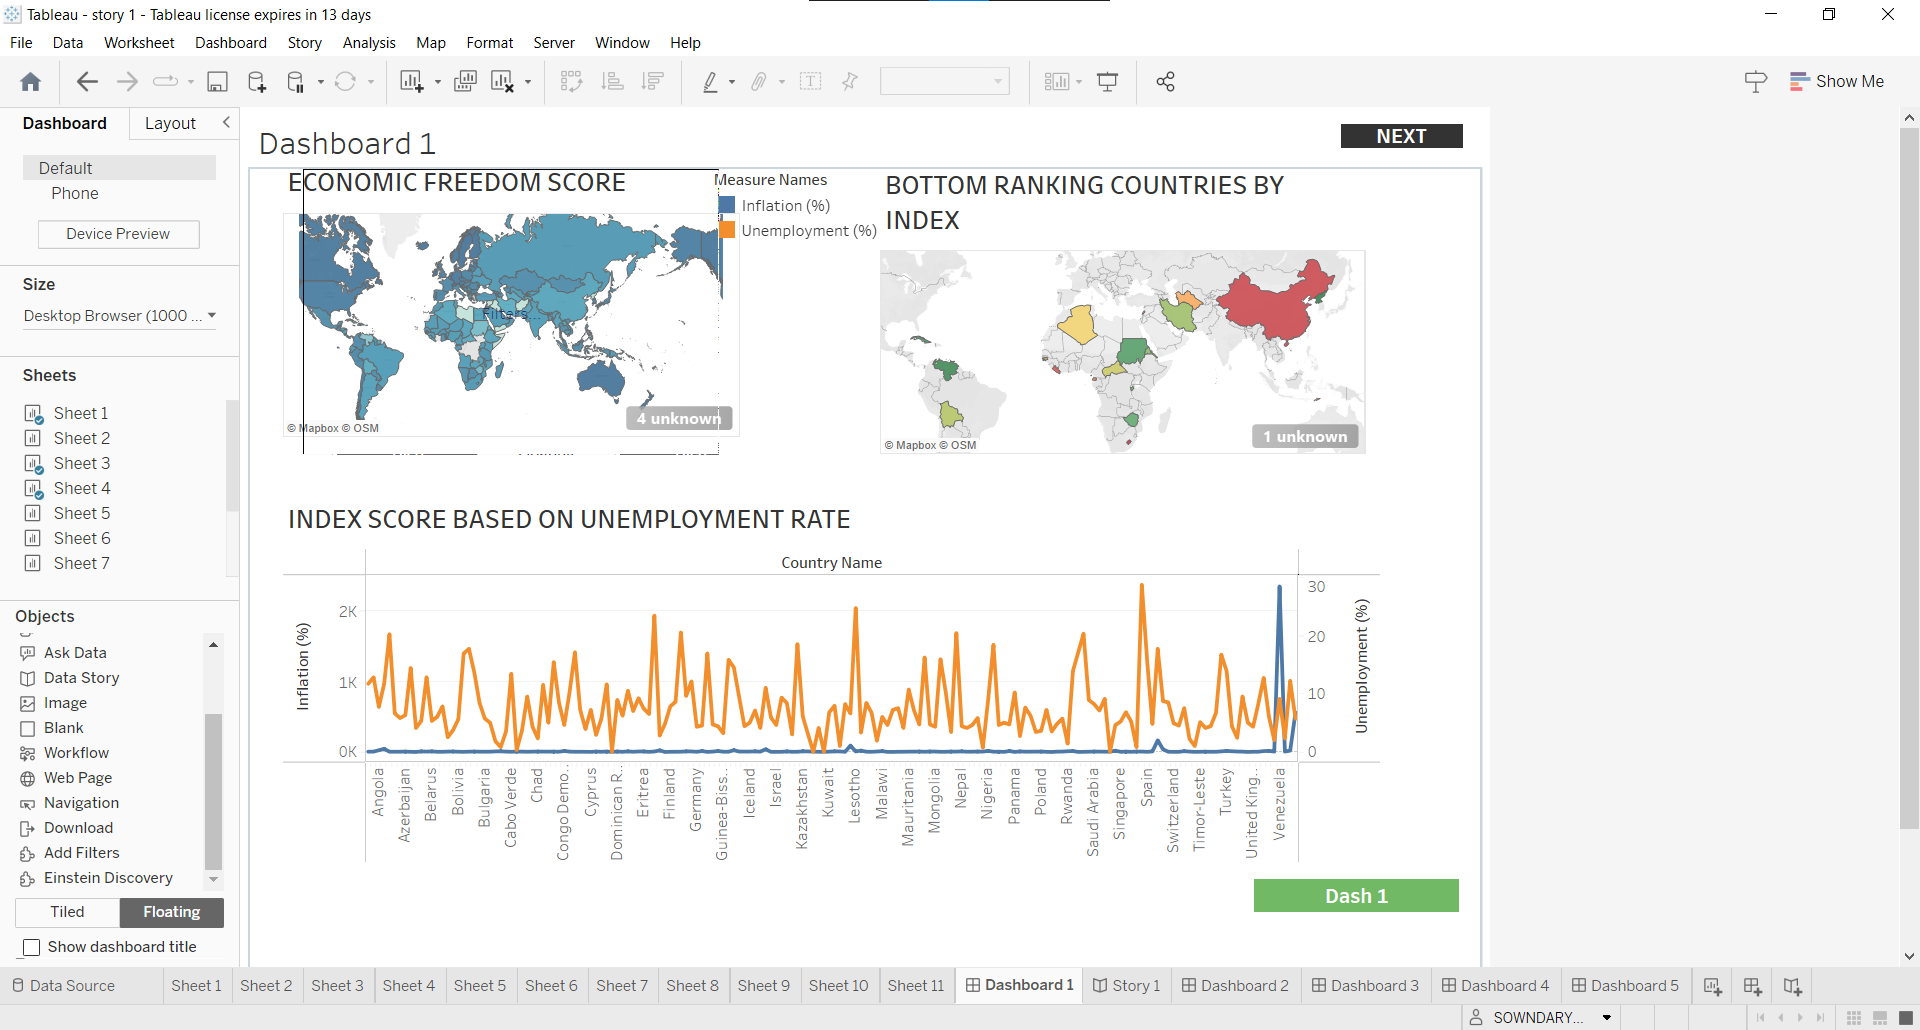 Tableau - story 1 - Tableau license expires in 13 days
File Data Worksheet Dashboard Story Analysis Map Format Server Window Help
Show Me
Dashboard Layout
Default
Phone
Device Preview
Size
Desktop Browser (1000 ...
Sheets
Sheet 1
Sheet 2
Sheet 3
Sheet 4
Sheet 5
Sheet 6
Sheet 7
Objects
Ask Data
Data Story
Image
Blank
Workflow
Web Page
Navigation
Download
Add Filters
Einstein Discovery
Tiled Floating
Show dashboard title
Dashboard 1
NEXT
ECONOMIC FREEDOM SCORE
Filters...
4 unknown
© Mapbox © OSM
Measure Names
Inflation (%)
Unemployment (%)
BOTTOM RANKING COUNTRIES BY
INDEX
1 unknown
© Mapbox © OSM
INDEX SCORE BASED ON UNEMPLOYMENT RATE
Country Name
Inflation (%)
2K
1K
0K
30
20
10
0
Unemployment (%)
Angola
Azerbaijan
Belarus
Bolivia
Bulgaria
Cabo Verde
Chad
Congo Demo..
Cyprus
Dominican R..
Eritrea
Finland
Germany
Guinea-Biss..
Iceland
Israel
Kazakhstan
Kuwait
Lesotho
Malawi
Mauritania
Mongolia
Nepal
Nigeria
Panama
Poland
Rwanda
Saudi Arabia
Singapore
Spain
Switzerland
Timor-Leste
Turkey
United King..
Venezuela
Dash 1
Data Source Sheet 1 Sheet 2 Sheet 3 Sheet 4 Sheet 5 Sheet 6 Sheet 7 Sheet 8 Sheet 9 Sheet 10 Sheet 11 Dashboard 1 Story 1 Dashboard 2 Dashboard 3 Dashboard 4 Dashboard 5
SOWNDARY...